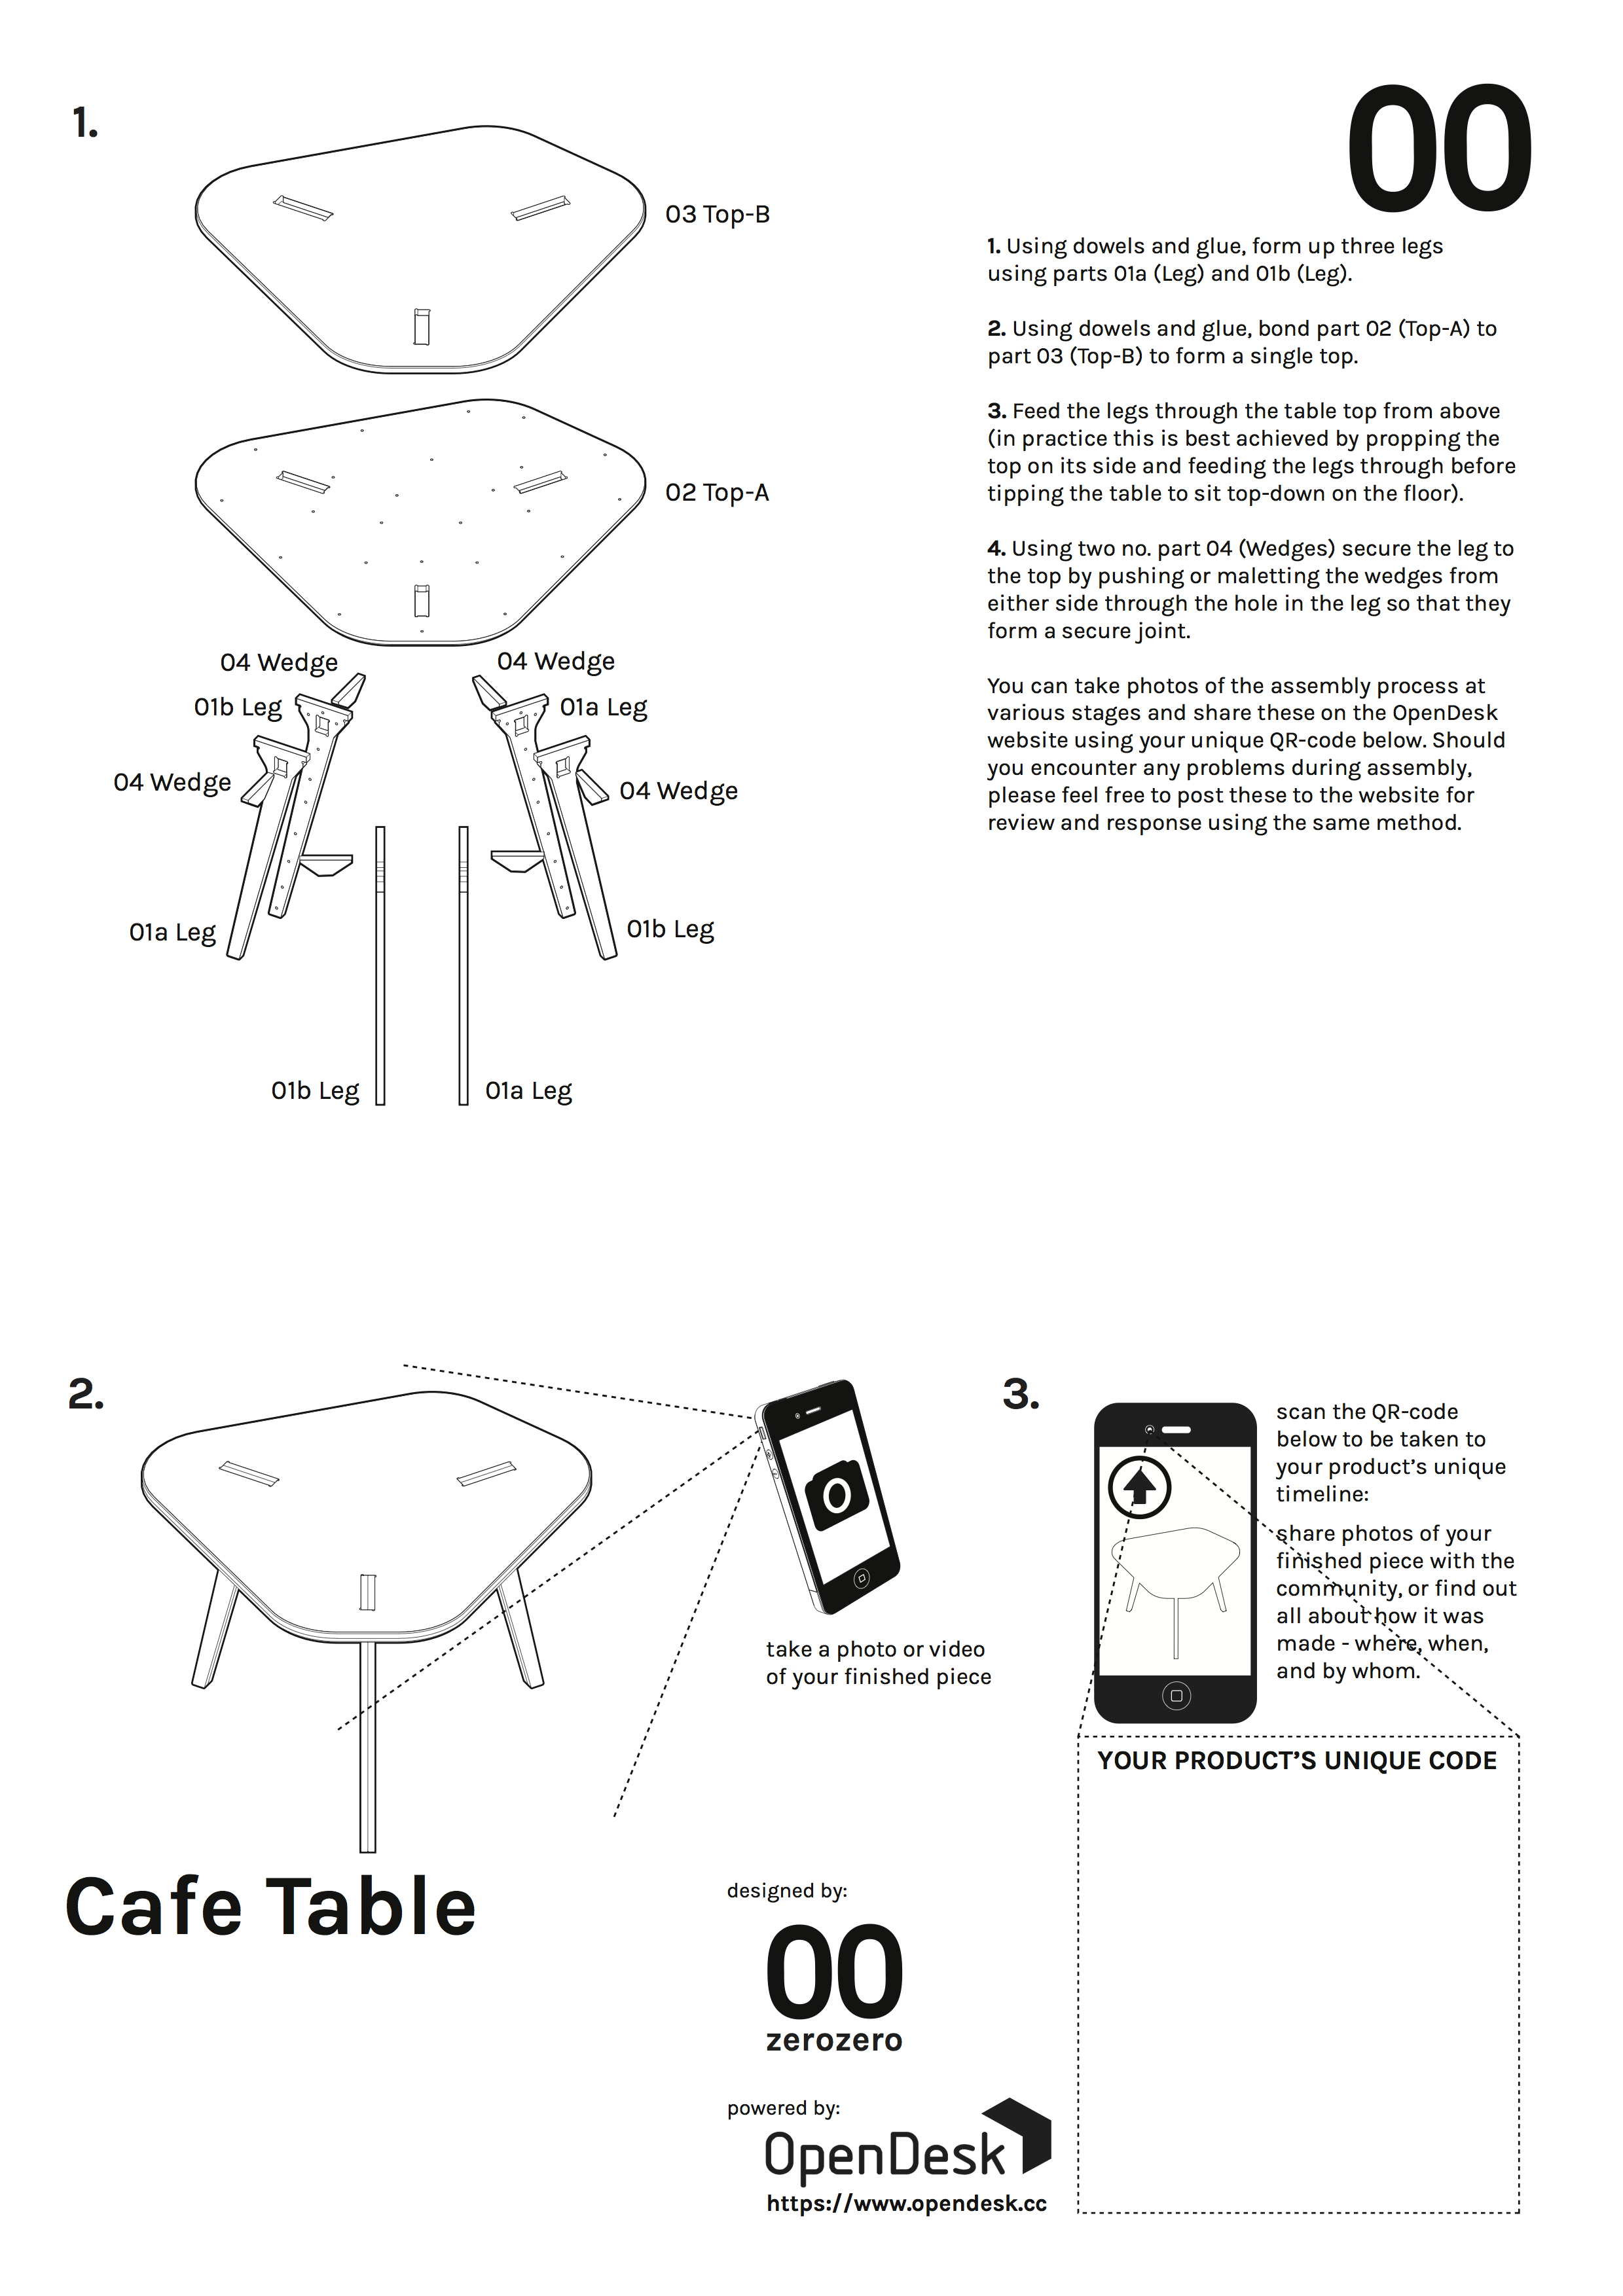 1.
03 Top-B
02 Top-A
04 Wedge
04 Wedge
01b Leg
01a Leg
04 Wedge
04 Wedge
01a Leg
01b Leg
01b Leg
01a Leg
00
1. Using dowels and glue, form up three legs
using parts 01a (Leg) and 01b (Leg).
2. Using dowels and glue, bond part 02 (Top-A) to
part 03 (Top-B) to form a single top.
3. Feed the legs through the table top from above
(in practice this is best achieved by propping the
top on its side and feeding the legs through before
tipping the table to sit top-down on the floor).
4. Using two no. part 04 (Wedges) secure the leg to
the top by pushing or maletting the wedges from
either side through the hole in the leg so that they
form a secure joint.
You can take photos of the assembly process at
various stages and share these on the OpenDesk
website using your unique QR-code below. Should
you encounter any problems during assembly,
please feel free to post these to the website for
review and response using the same method.
2.
take a photo or video
of your finished piece
3.
scan the QR-code
below to be taken to
your product's unique
timeline:
share photos of your
finished piece with the
community, or find out
all about how it was
made - where, when,
and by whom.
YOUR PRODUCT'S UNIQUE CODE
Cafe Table
designed by:
00
zerozero
powered by:
OpenDesk
https://www.opendesk.cc